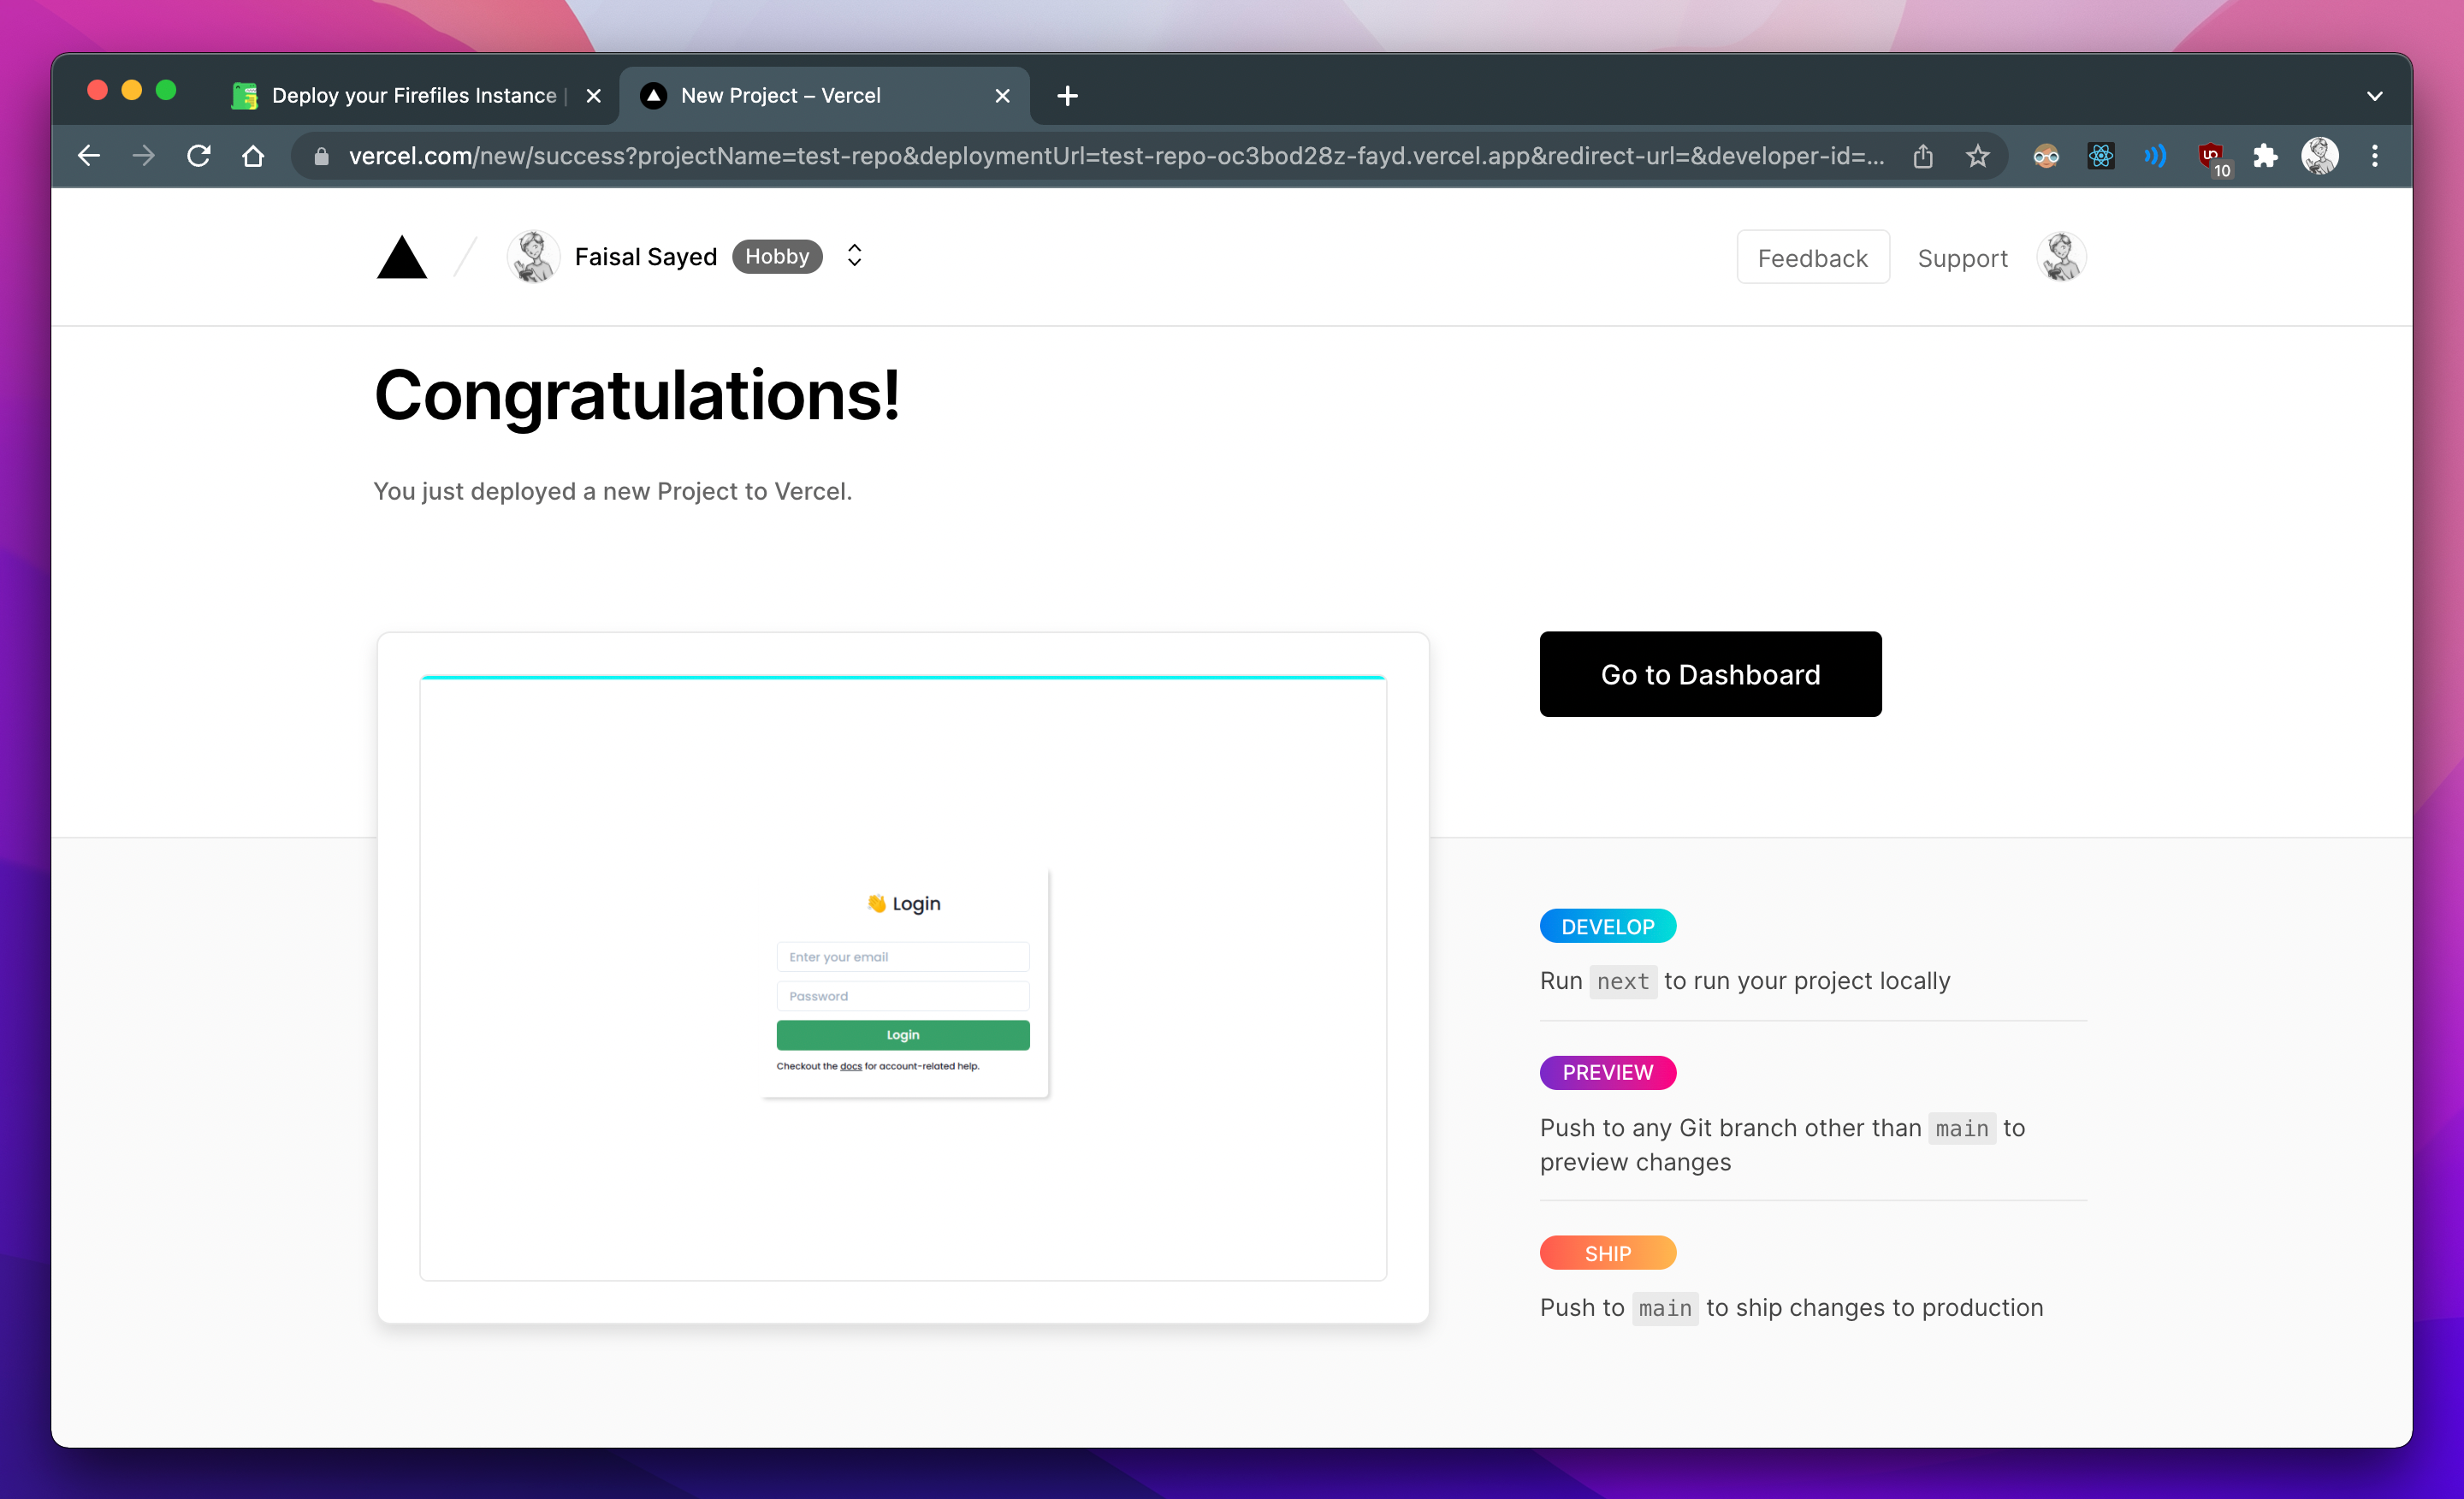 Deploy your Firefiles Instance |
New Project – Vercel
vercel.com/new/success?projectName=test-repo&deploymentUrl=test-repo-oc3bod28z-fayd.vercel.app&redirect-url=&developer-id=...
10
Faisal Sayed Hobby
Feedback Support
Congratulations!
You just deployed a new Project to Vercel.
👋 Login
Enter your email
Password
Login
Checkout the docs for account-related help.
Go to Dashboard
DEVELOP
Run next to run your project locally
PREVIEW
Push to any Git branch other than main to
preview changes
SHIP
Push to main to ship changes to production